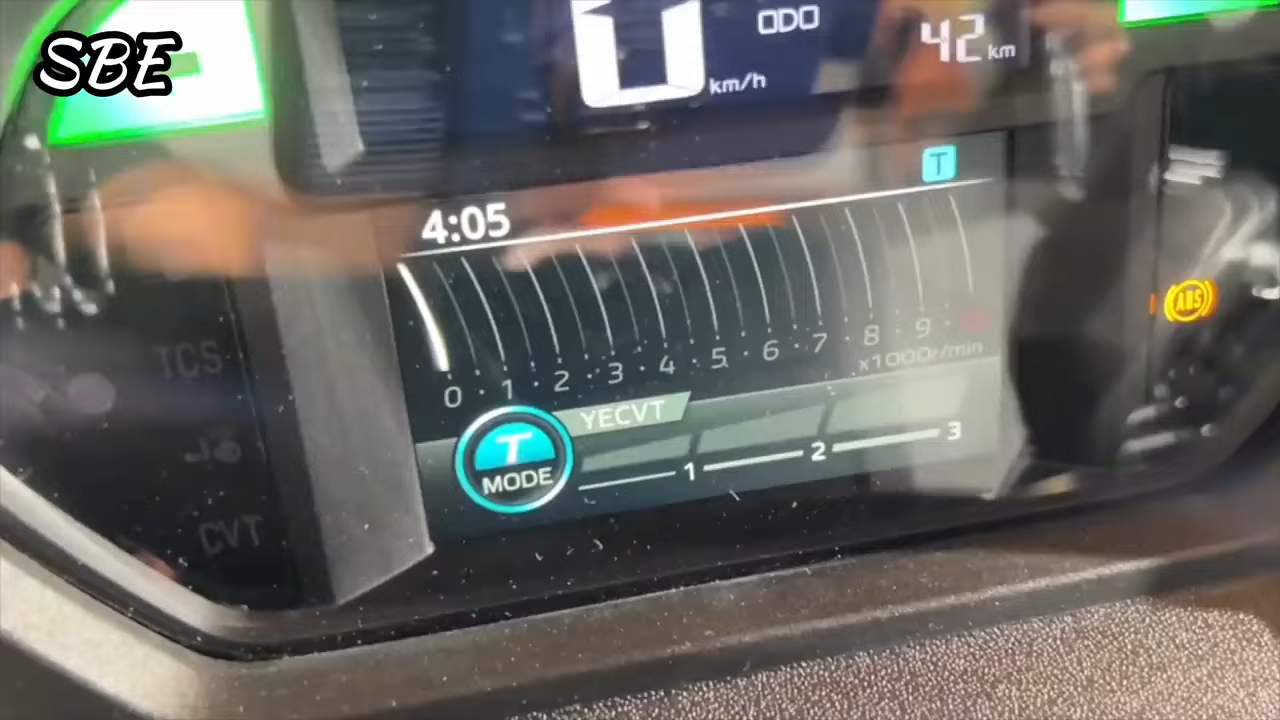 SBE
0
km/h
ODO
42 km
T
4:05
0 1 2 3 4 5 6 7 8 9
x1000r/min
YECVT
T
MODE
1 2 3
TCS
CVT
ABS